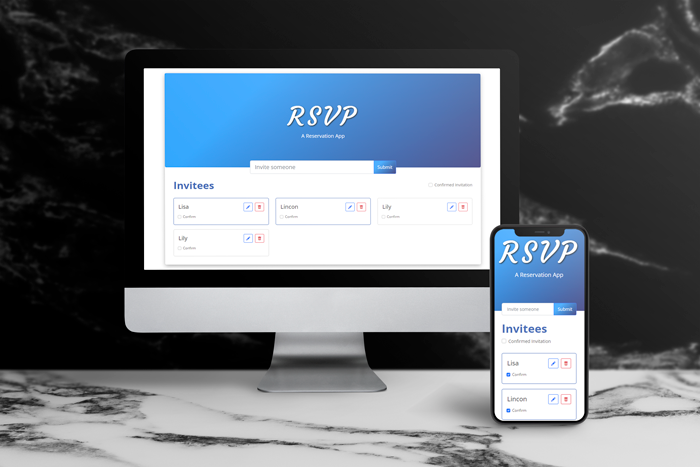 RSVP
A Reservation App
Invite someone
Submit
Invitees
Confirmed Invitation
Lisa
Confirm
Lincon
Confirm
Lily
Confirm
Lily
Confirm
RSVP
A Reservation App
Invite someone
Submit
Invitees
Confirmed Invitation
Lisa
Confirm
Lincon
Confirm